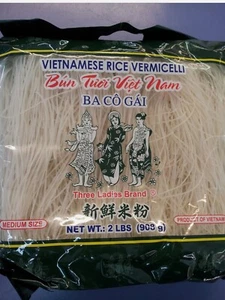 VIETNAMESE RICE VERMICELLI
Bún Tươi Việt Nam
BA CÔ GÁI
Three Ladies Brand
新鮮米粉
MEDIUM SIZE
NET WT.: 2 LBS (908 g)
PRODUCT OF VIETNAM